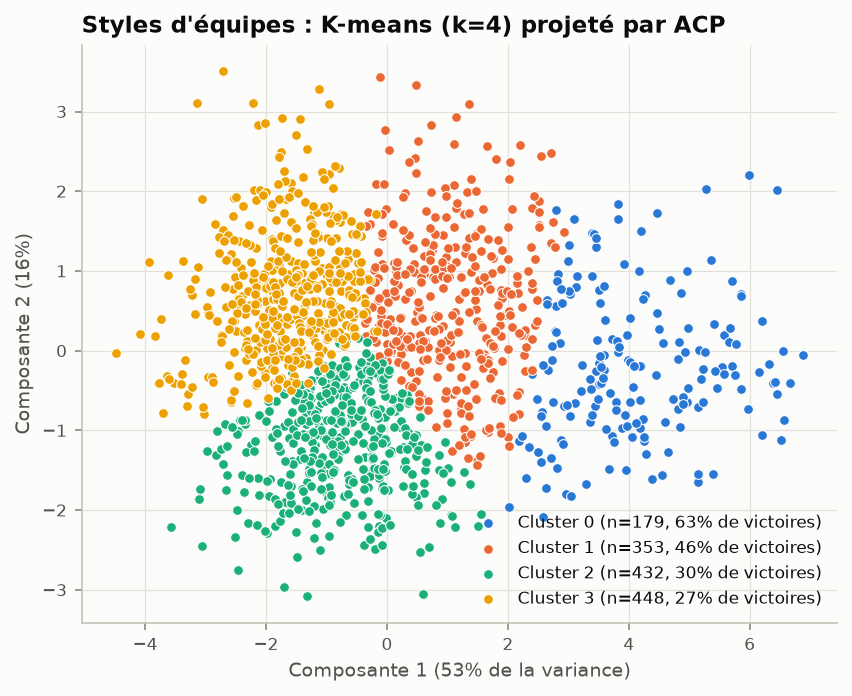 Styles d'équipes : K-means (k=4) projeté par ACP
Composante 2 (16%)
3
2
1
0
−1
−2
−3
Cluster 0 (n=179, 63% de victoires)
Cluster 1 (n=353, 46% de victoires)
Cluster 2 (n=432, 30% de victoires)
Cluster 3 (n=448, 27% de victoires)
−4 −2 0 2 4 6
Composante 1 (53% de la variance)